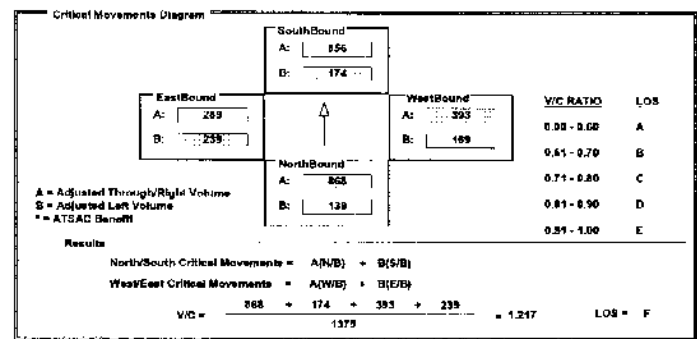 Critical Movements Diagram
SouthBound
A: 856
B: 174
EastBound
A: 289
B: 239
WestBound
A: 393
B: 169
NorthBound
A: 868
B: 139
V/C RATIO LOS
0.00 - 0.60 A
0.61 - 0.70 B
0.71 - 0.80 C
0.81 - 0.90 D
0.91 - 1.00 E
A = Adjusted Through/Right Volume
B = Adjusted Left Volume
* = ATSAC Benefit
Results
North/South Critical Movements = A(N/B) + B(S/B)
West/East Critical Movements = A(W/B) + B(E/B)
V/C = 868 + 174 + 393 + 239 = 1.217 LOS = F
1375